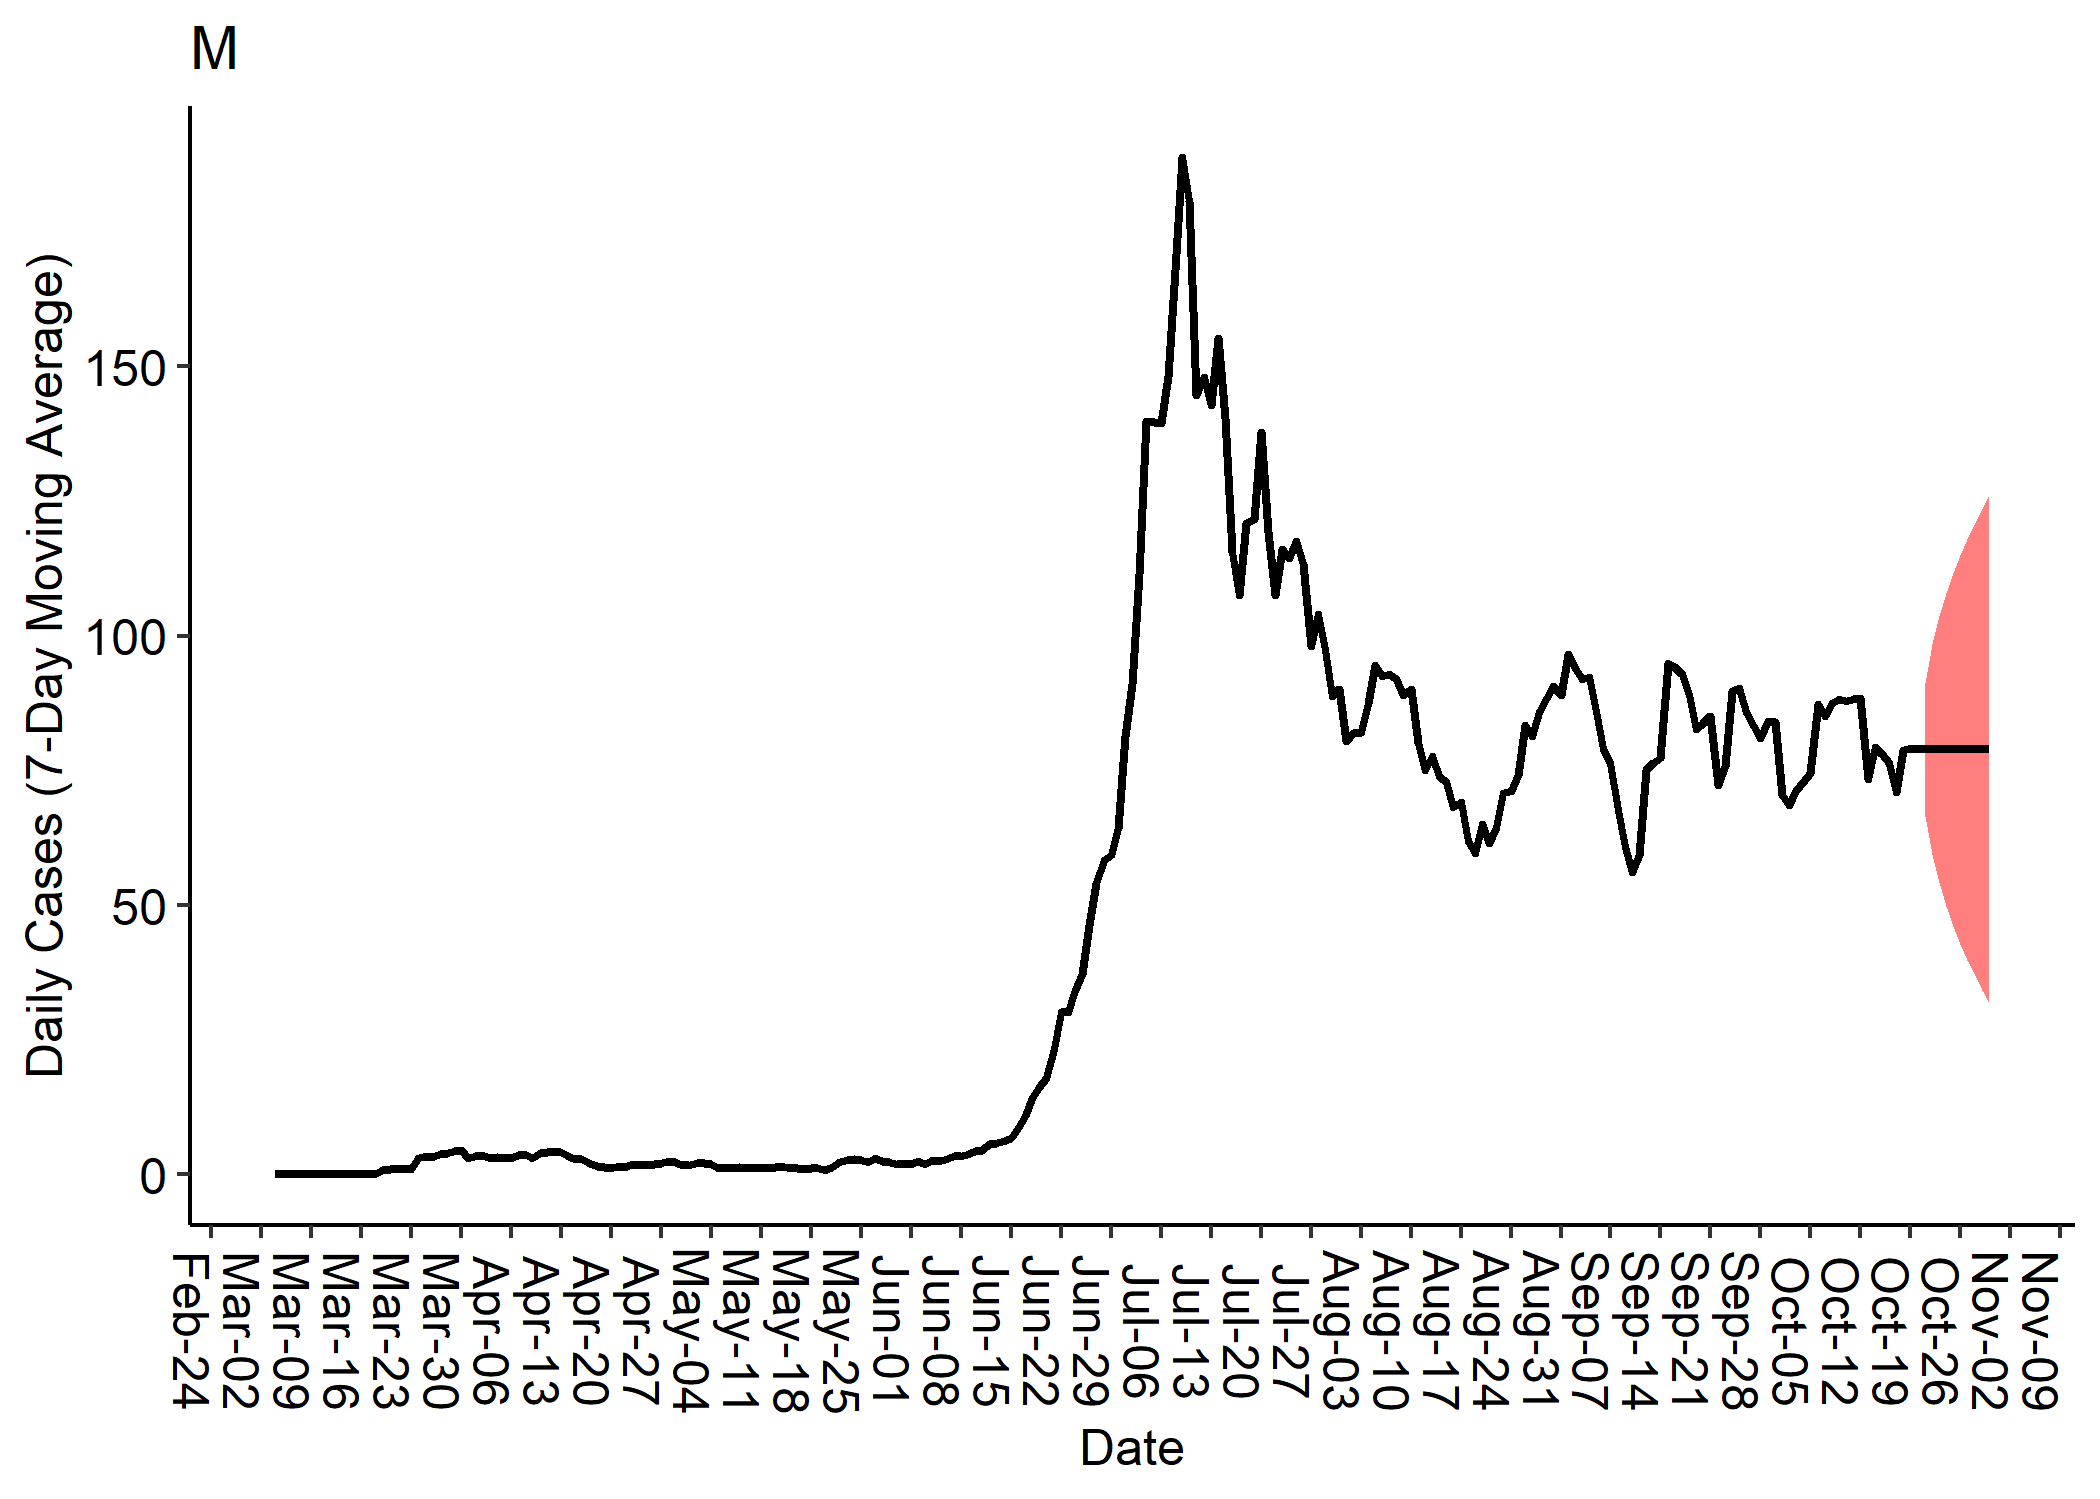 M
Daily Cases (7-Day Moving Average)
150
100
50
0
Feb-24
Mar-02
Mar-09
Mar-16
Mar-23
Mar-30
Apr-06
Apr-13
Apr-20
Apr-27
May-04
May-11
May-18
May-25
Jun-01
Jun-08
Jun-15
Jun-22
Jun-29
Jul-06
Jul-13
Jul-20
Jul-27
Aug-03
Aug-10
Aug-17
Aug-24
Aug-31
Sep-07
Sep-14
Sep-21
Sep-28
Oct-05
Oct-12
Oct-19
Oct-26
Nov-02
Nov-09
Date